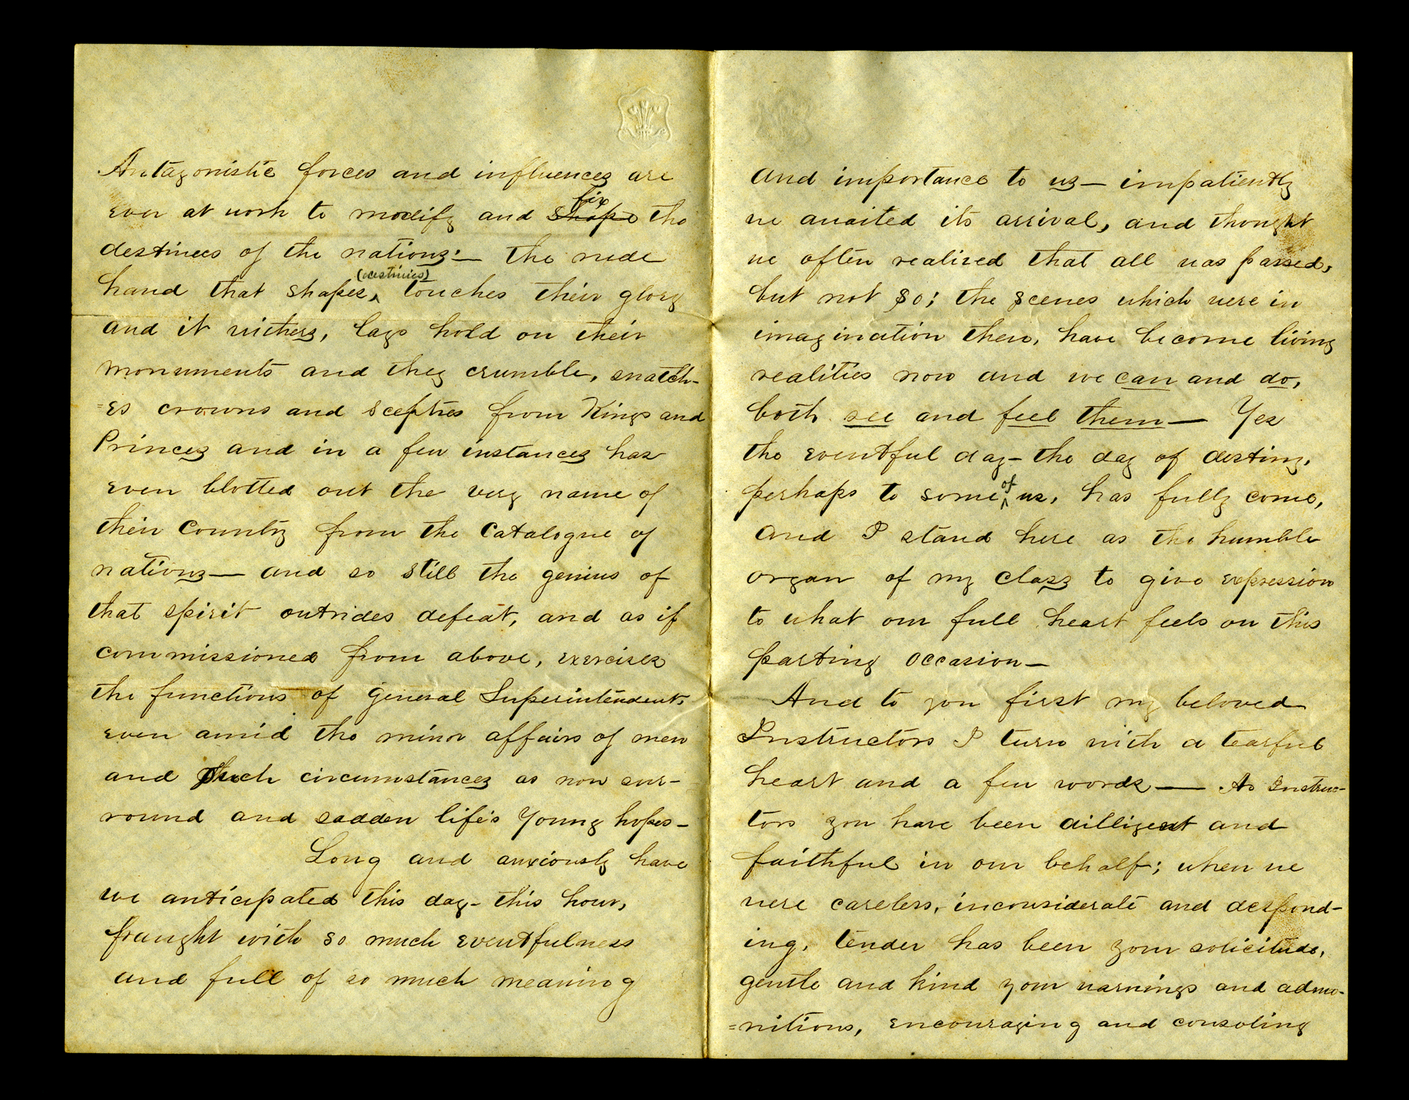 Antagonistic forces and influences are
ever at work to modify and shape fix the
destinees of the nations:— the rude
hand that shapes (destinies) touches their glory
and it withers, lays hold on their
monuments and they crumble, snatch-
=es crowns and sceptres from Kings and
Princes and in a few instances has
even blotted out the very name of
their Country from the Catalogue of
nations— and so still the genius of
that spirit outrides defeat, and as if
commissioned from above, exercises
the functions of general Superintendent,
even amid the minor affairs of men
and such circumstances as now sur-
round and sadden life's young hopes—
Long and anxiously have
we anticipated this day— this hour,
fraught with so much eventfulness
and full of so much meaning
and importance to us— impatiently
we awaited its arrival, and thought
we often realized that all was passed,
but not so; the scenes which were in
imagination then, have become living
realities now and we can and do,
both see and feel them— Yes
the eventful day— the day of destiny,
perhaps to some of us, has fully come,
and I stand here as the humble
organ of my class to give expression
to what our full heart feels on this
parting occasion—
And to you first my beloved
Instructors I turn with a tearful
heart and a few words— As Instruc-
tors you have been dilligent and
faithful in our behalf; when we
were careless, inconsiderate and despond-
ing, tender has been your solicitude,
gentle and kind your warnings and admo-
=nitions, encouraging and consoling